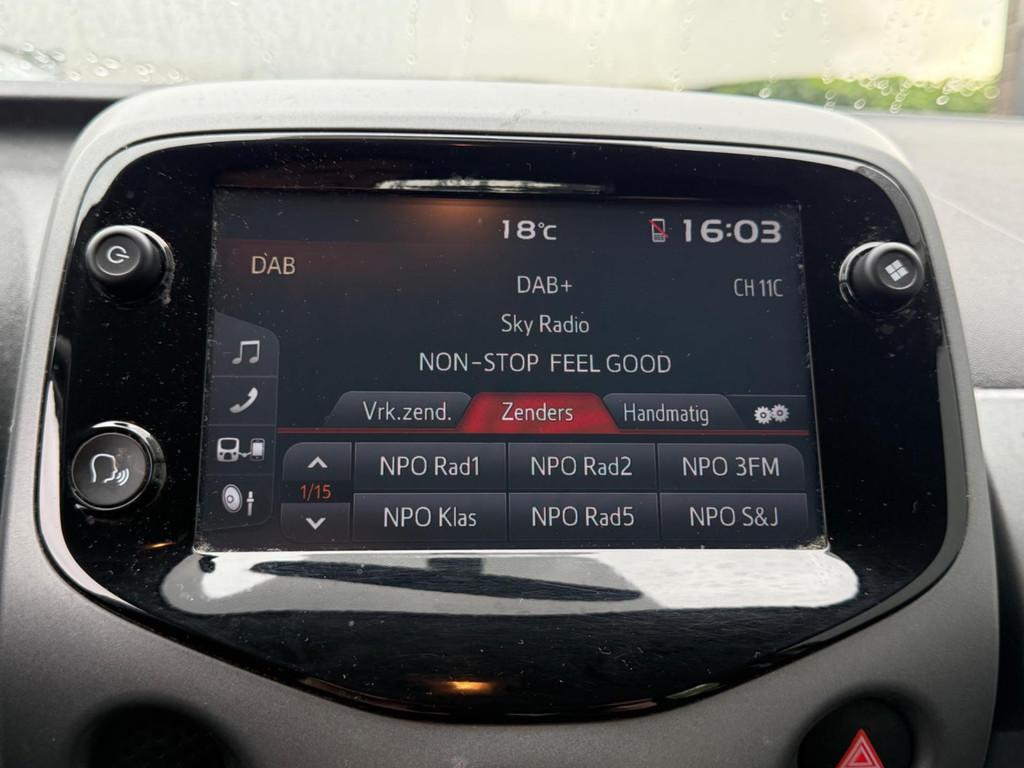 18°C 16:03
DAB
DAB+ CH 11C
Sky Radio
NON-STOP FEEL GOOD
Vrk.zend. Zenders Handmatig
NPO Rad1 NPO Rad2 NPO 3FM
1/15
NPO Klas NPO Rad5 NPO S&J